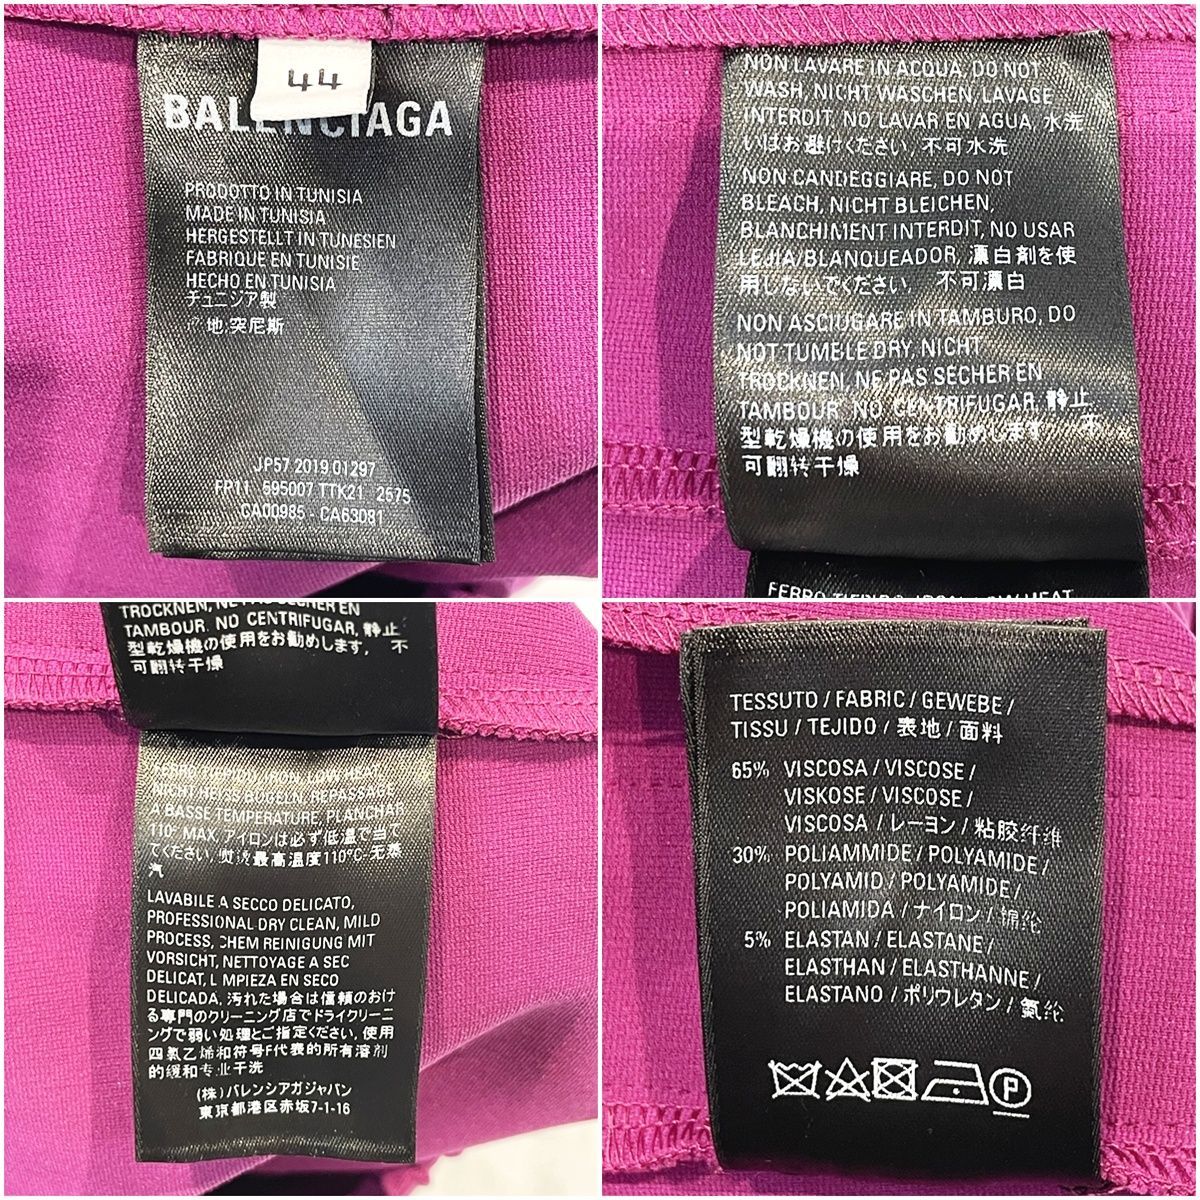 44
BALENCIAGA
PRODOTTO IN TUNISIA
MADE IN TUNISIA
HERGESTELLT IN TUNESIEN
FABRIQUE EN TUNISIE
HECHO EN TUNISIA
チュニジア製
地:突尼斯
JP57 2019 01297
FP11 595007 TTK21 2675
CA00985 - CA63081
NON LAVARE IN ACQUA, DO NOT
WASH, NICHT WASCHEN, LAVAGE
INTERDIT, NO LAVAR EN AGUA, 水洗
いはお避けください, 不可水洗
NON CANDEGGIARE, DO NOT
BLEACH, NICHT BLEICHEN,
BLANCHIMENT INTERDIT, NO USAR
LEJIA/BLANQUEADOR, 漂白剤を使
用しないでください, 不可漂白
NON ASCIUGARE IN TAMBURO, DO
NOT TUMBLE DRY, NICHT
TROCKNEN, NE PAS SECHER EN
TAMBOUR, NO CENTRIFUGAR, 静止
型乾燥機の使用をお勧めします, 不
可翻转干燥
TROCKNEN, NE PAS SECHER EN
TAMBOUR, NO CENTRIFUGAR, 静止
型乾燥機の使用をお勧めします, 不
可翻转干燥
FERRO TIEPIDO, IRON, LOW HEAT,
NICHT HEISS BUGELN, REPASSAGE
A BASSE TEMPERATURE, PLANCHAR
110° MAX, アイロンは必ず低温で当て
てください, 熨烫最高温度110°C-无蒸
汽
LAVABILE A SECCO DELICATO,
PROFESSIONAL DRY CLEAN, MILD
PROCESS, CHEM REINIGUNG MIT
VORSICHT, NETTOYAGE A SEC
DELICAT, LIMPIEZA EN SECO
DELICADA, 汚れた場合は信頼のおけ
る専門のクリーニング店でドライクリーニ
ングで弱い処理とご指定ください, 使用
四氯乙烯和符号F代表的所有溶剂
的缓和专业干洗
(株)バレンシアガジャパン
東京都港区赤坂7-1-16
TESSUTO / FABRIC / GEWEBE /
TISSU / TEJIDO / 表地 / 面料
65% VISCOSA / VISCOSE /
VISKOSE / VISCOSE /
VISCOSA / レーヨン / 粘胶纤维
30% POLIAMMIDE / POLYAMIDE /
POLYAMID / POLYAMIDE /
POLIAMIDA / ナイロン / 锦纶
5% ELASTAN / ELASTANE /
ELASTHAN / ELASTHANNE /
ELASTANO / ポリウレタン / 氨纶
P